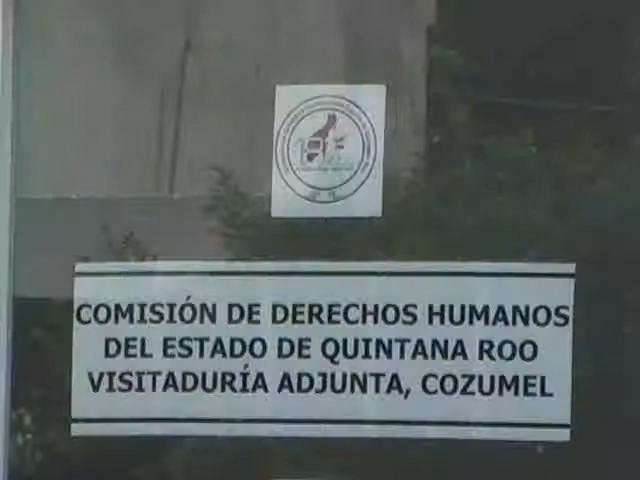 COMISIÓN DE DERECHOS HUMANOS
DEL ESTADO DE QUINTANA ROO
VISITADURÍA ADJUNTA, COZUMEL